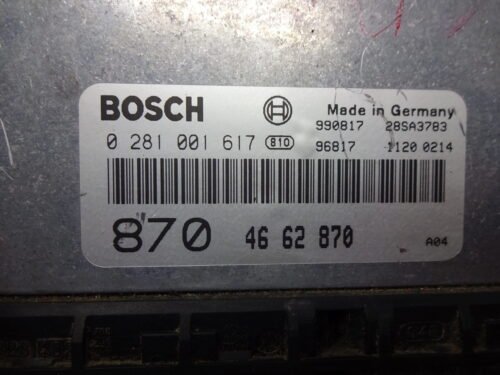 BOSCH
Made in Germany
990817 28SA3783
0 281 001 617 810
96817 1120 0214
870 46 62 870
A04